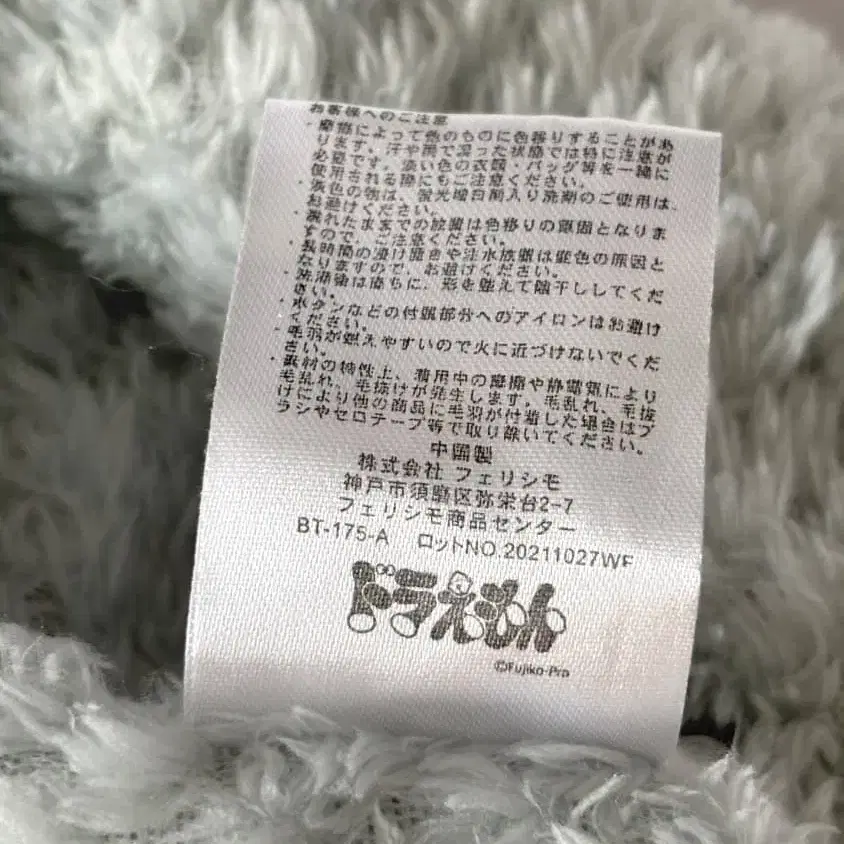 お客様へのご注意
・摩擦によって他のものに色移りすることがあ
ります。汗や雨で湿った状態では特に注意が
必要です。淡い色の衣類・バッグ等を一緒に
使用される際にもご注意ください。
・淡色の物は、蛍光増白剤入り洗剤のご使用は、
お避けください。
・濡れたままでの放置は色移りの原因となりま
すので、ご注意ください。
・長時間の浸け置きや注水放置は変色の原因と
なりますので、お避けください。
・洗濯後は直ちに、形を整えて陰干ししてくだ
さい。
・ボタンなどの付属部分へのアイロンはお避け
ください。
・毛羽が燃えやすいので火に近づけないでくだ
さい。
・素材の特性上、着用中の摩擦や静電気により
毛乱れ、毛抜けが発生します。毛乱れ、毛抜
けにより他の商品に毛羽が付着した場合はブ
ラシやセロテープ等で取り除いてください。
中国製
株式会社 フェリシモ
神戸市須磨区弥栄台2-7
フェリシモ商品センター
BT-175-A ロットNO.20211027WF
ドラえもん
©Fujiko-Pro